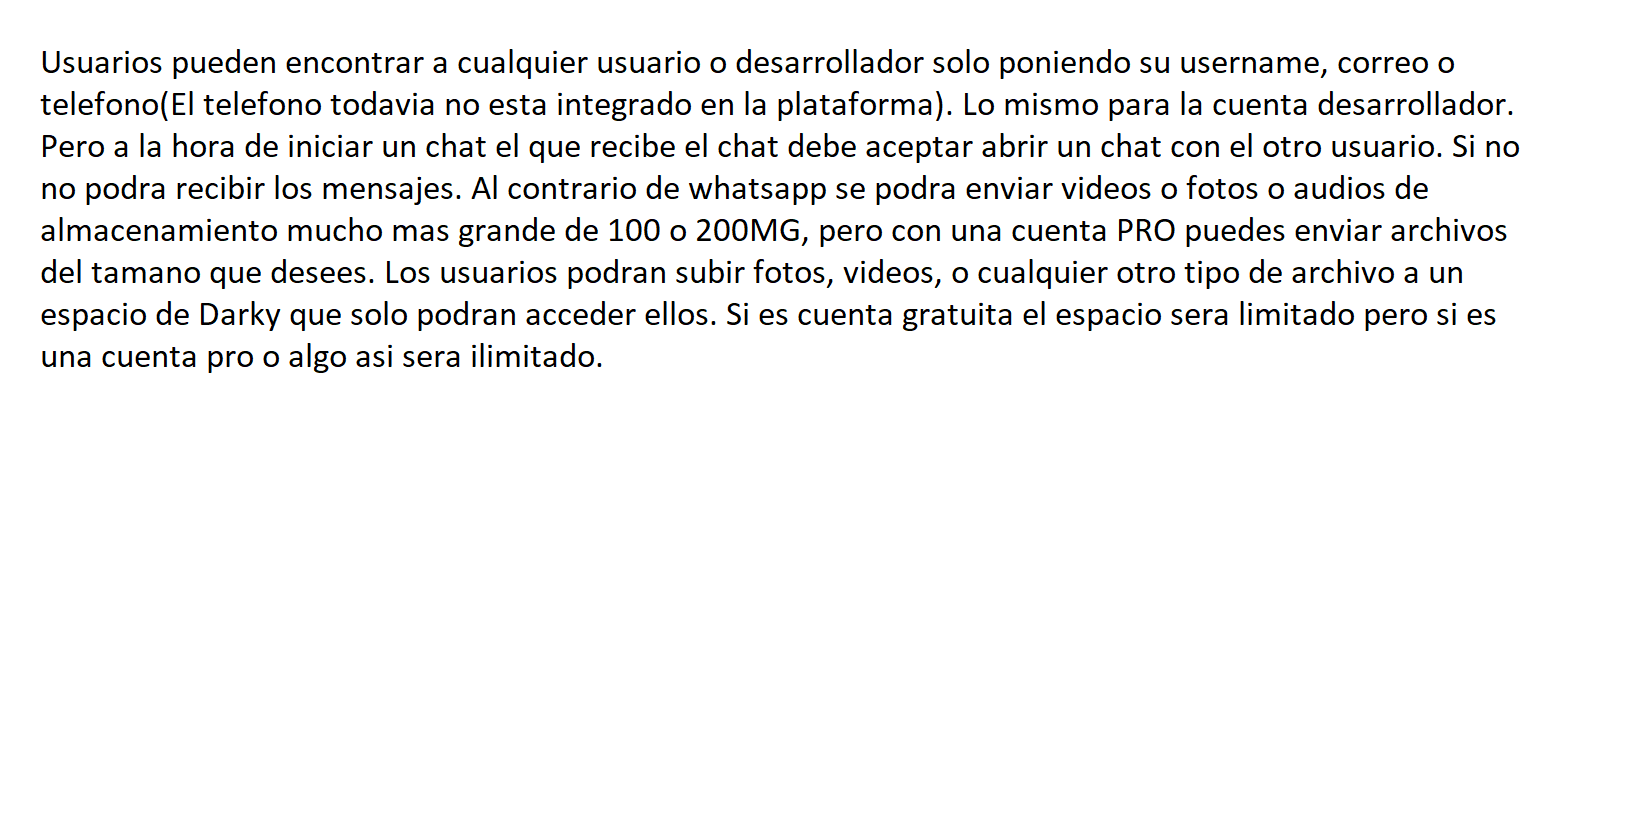 Usuarios pueden encontrar a cualquier usuario o desarrollador solo poniendo su username, correo o
telefono(El telefono todavia no esta integrado en la plataforma). Lo mismo para la cuenta desarrollador.
Pero a la hora de iniciar un chat el que recibe el chat debe aceptar abrir un chat con el otro usuario. Si no
no podra recibir los mensajes. Al contrario de whatsapp se podra enviar videos o fotos o audios de
almacenamiento mucho mas grande de 100 o 200MG, pero con una cuenta PRO puedes enviar archivos
del tamano que desees. Los usuarios podran subir fotos, videos, o cualquier otro tipo de archivo a un
espacio de Darky que solo podran acceder ellos. Si es cuenta gratuita el espacio sera limitado pero si es
una cuenta pro o algo asi sera ilimitado.